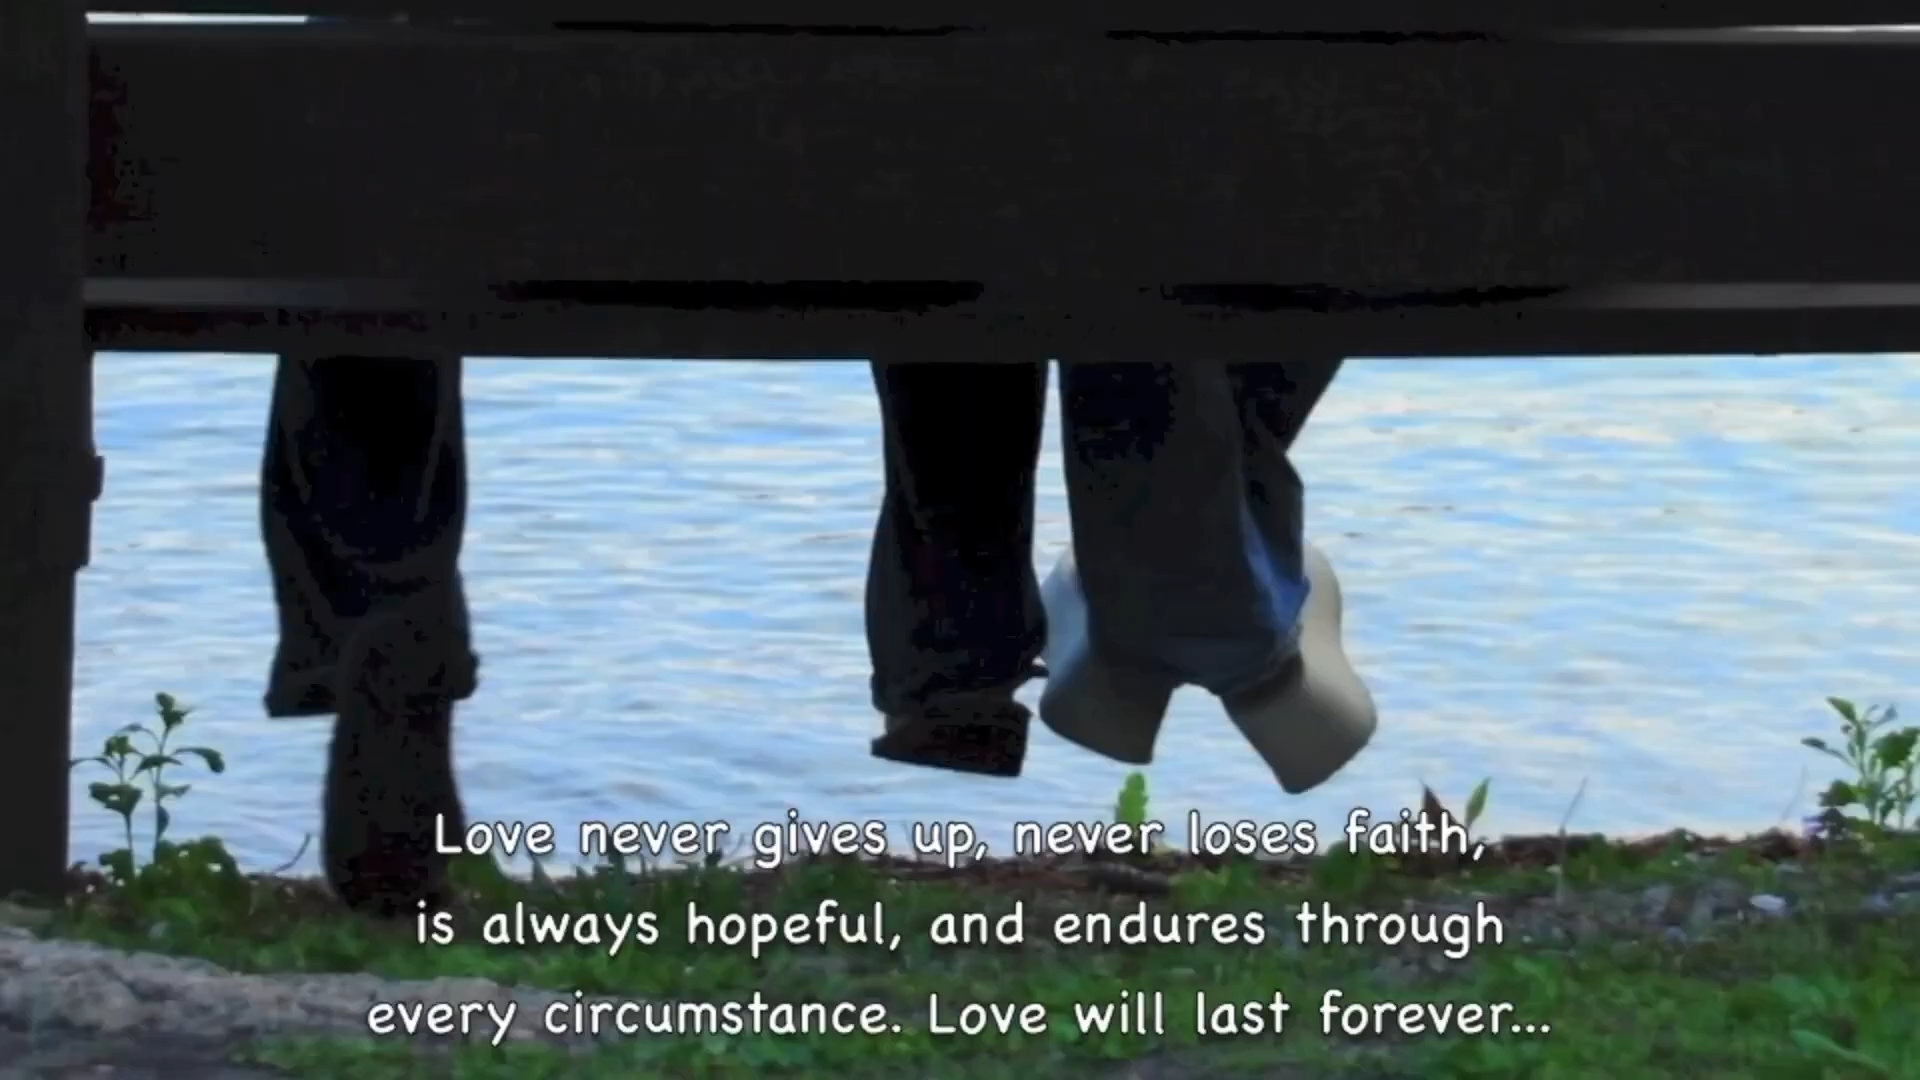 Love never gives up, never loses faith,
is always hopeful, and endures through
every circumstance. Love will last forever...